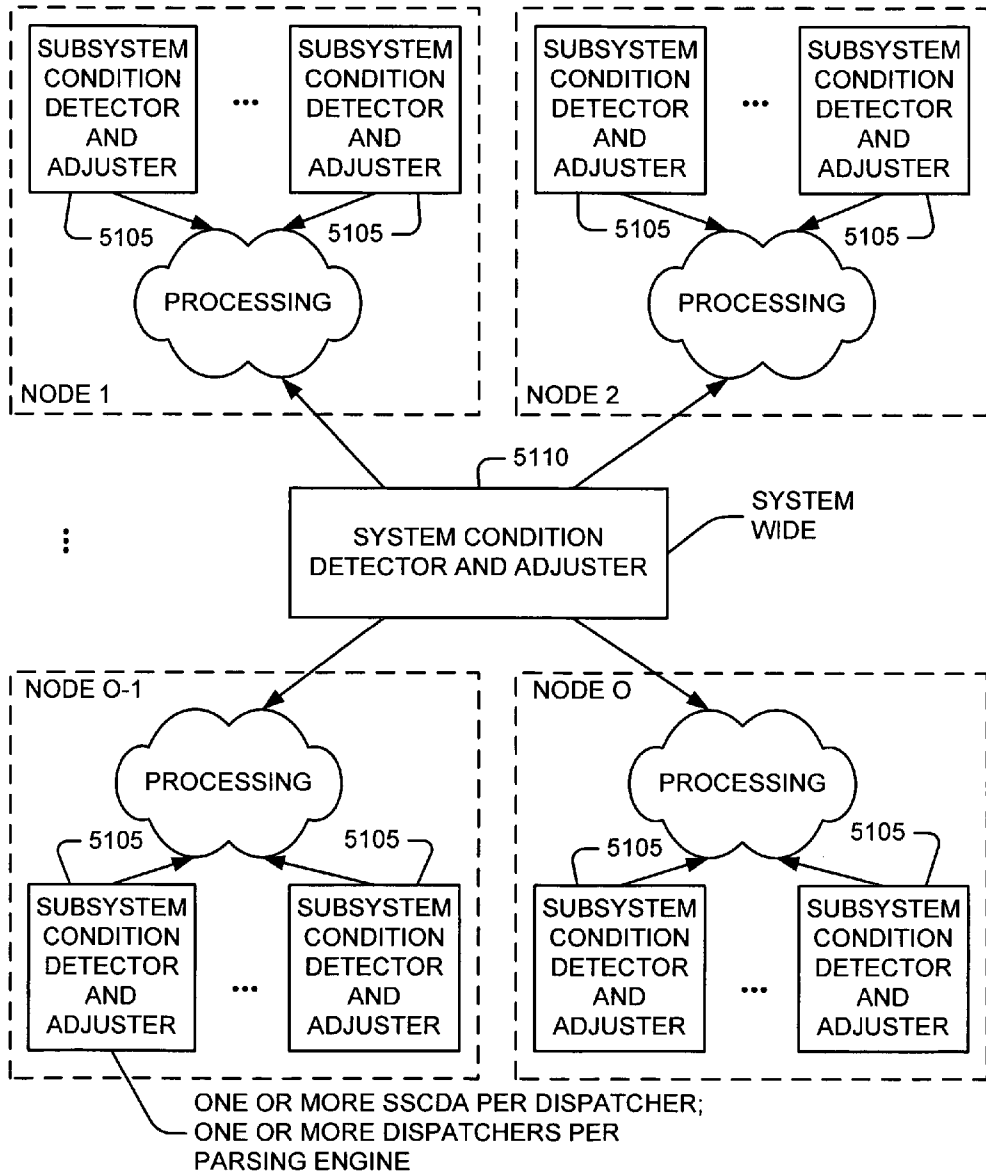 SUBSYSTEM
CONDITION
DETECTOR
AND
ADJUSTER
...
SUBSYSTEM
CONDITION
DETECTOR
AND
ADJUSTER
5105
5105
PROCESSING
NODE 1
SUBSYSTEM
CONDITION
DETECTOR
AND
ADJUSTER
...
SUBSYSTEM
CONDITION
DETECTOR
AND
ADJUSTER
5105
5105
PROCESSING
NODE 2
5110
SYSTEM CONDITION
DETECTOR AND ADJUSTER
SYSTEM
WIDE
...
NODE O-1
PROCESSING
5105
5105
SUBSYSTEM
CONDITION
DETECTOR
AND
ADJUSTER
...
SUBSYSTEM
CONDITION
DETECTOR
AND
ADJUSTER
NODE O
PROCESSING
5105
5105
SUBSYSTEM
CONDITION
DETECTOR
AND
ADJUSTER
...
SUBSYSTEM
CONDITION
DETECTOR
AND
ADJUSTER
ONE OR MORE SSCDA PER DISPATCHER;
ONE OR MORE DISPATCHERS PER
PARSING ENGINE